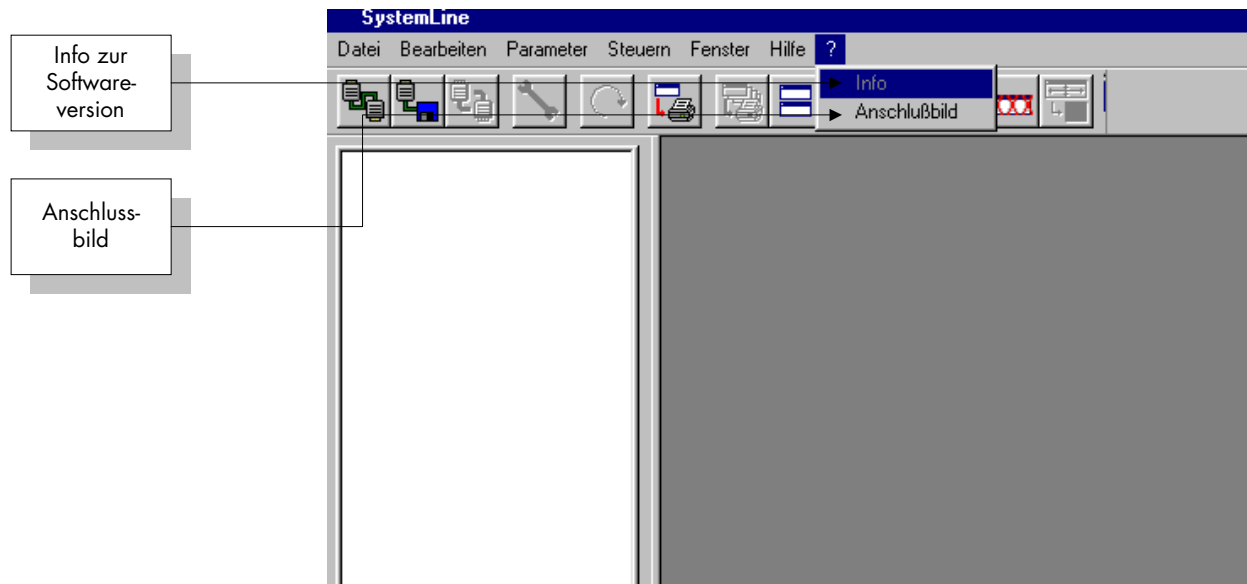 SystemLine
Datei Bearbeiten Parameter Steuern Fenster Hilfe ?
Info
Anschlußbild
Info zur
Software-
version
Anschluss-
bild